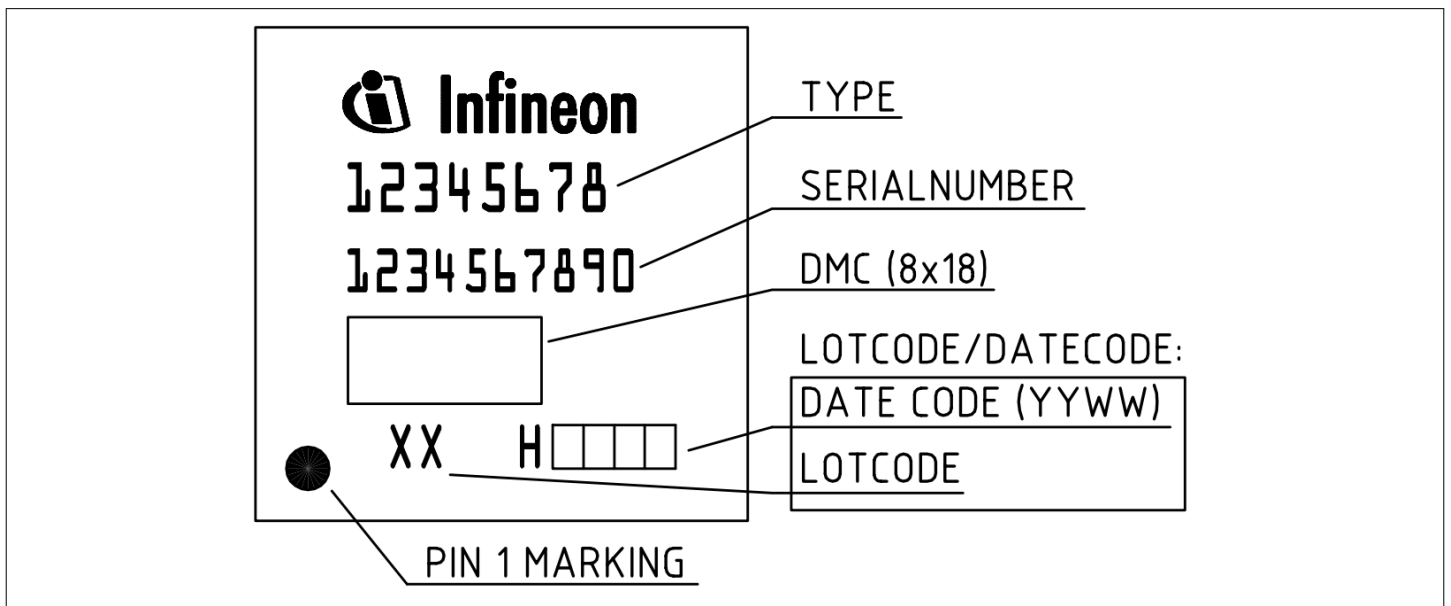 Infineon
TYPE
12345678
SERIALNUMBER
1234567890
DMC (8x18)
LOTCODE/DATECODE:
DATE CODE (YYWW)
XX H
LOTCODE
PIN 1 MARKING